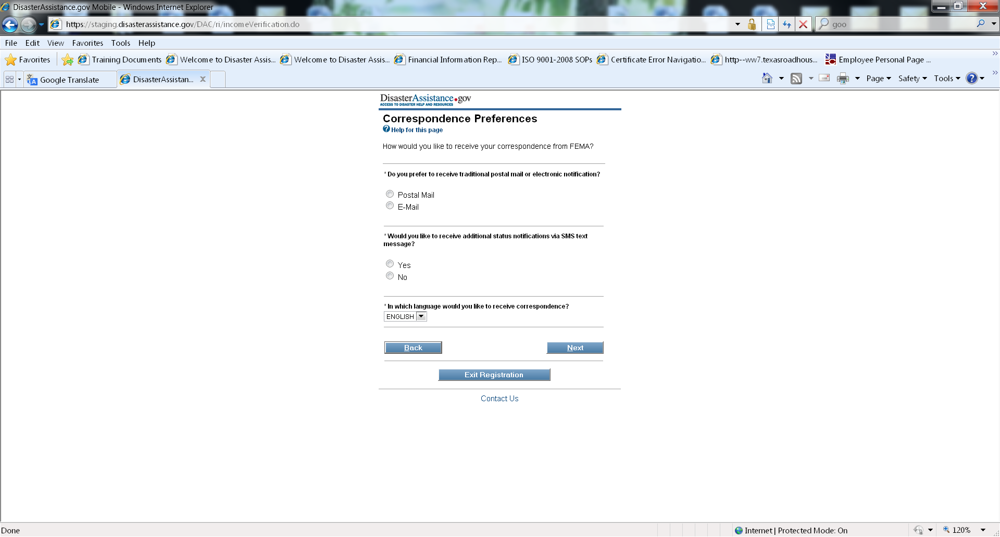 DisasterAssistance.gov Mobile - Windows Internet Explorer
https://staging.disasterassistance.gov/DAC/ri/incomeVerification.do
goo
File Edit View Favorites Tools Help
Favorites Training Documents Welcome to Disaster Assis... Welcome to Disaster Assis... Financial Information Rep... ISO 9001-2008 SOPs Certificate Error Navigatio... http--ww7.texasroadhous... Employee Personal Page ...
Google Translate DisasterAssistan... Page Safety Tools
DisasterAssistance.gov
ACCESS TO DISASTER HELP AND RESOURCES
Correspondence Preferences
Help for this page
How would you like to receive your correspondence from FEMA?
* Do you prefer to receive traditional postal mail or electronic notification?
Postal Mail
E-Mail
* Would you like to receive additional status notifications via SMS text
message?
Yes
No
* In which language would you like to receive correspondence?
ENGLISH
Back Next
Exit Registration
Contact Us
Done Internet | Protected Mode: On 120%